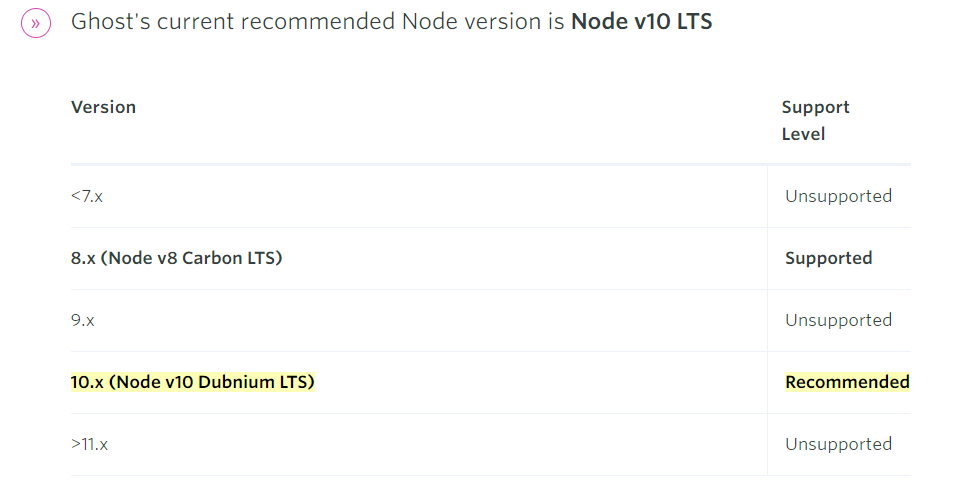 Ghost's current recommended Node version is Node v10 LTS
Version
Support
Level
<7.x
Unsupported
8.x (Node v8 Carbon LTS)
Supported
9.x
Unsupported
10.x (Node v10 Dubnium LTS)
Recommended
>11.x
Unsupported